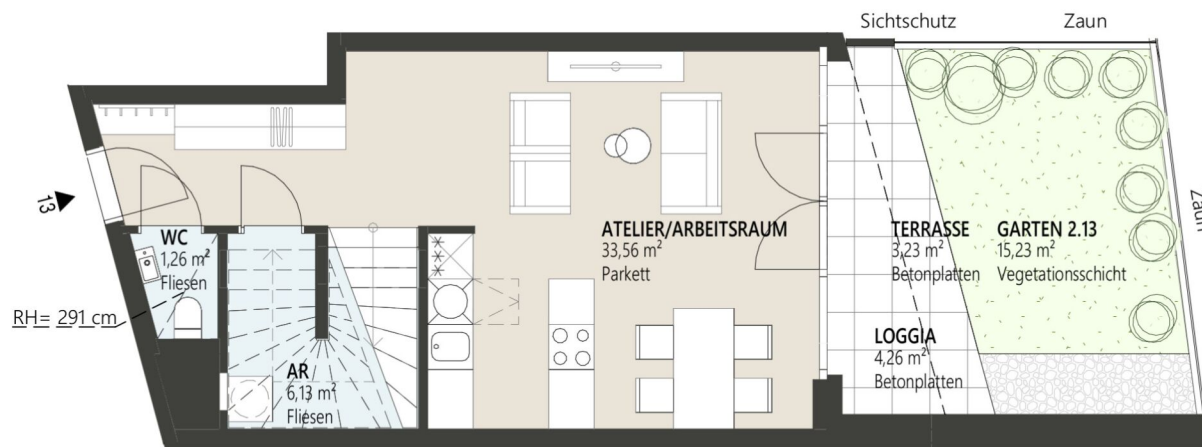 Sichtschutz
Zaun
13
WC
1,26 m²
Fliesen
RH= 291 cm
AR
6,13 m²
Fliesen
ATELIER/ARBEITSRAUM
33,56 m²
Parkett
TERRASSE
3,23 m²
Betonplatten
GARTEN 2.13
15,23 m²
Vegetationsschicht
Zaun
LOGGIA
4,26 m²
Betonplatten